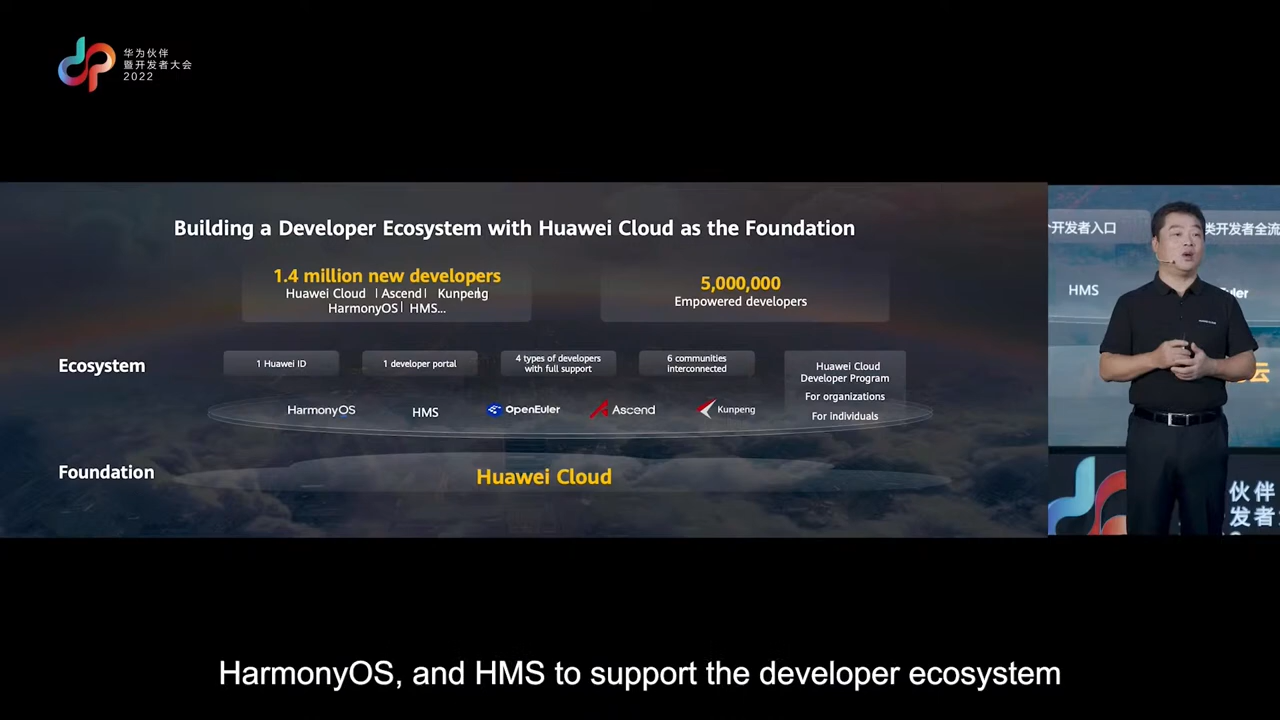 华为伙伴
暨开发者大会
2022
Building a Developer Ecosystem with Huawei Cloud as the Foundation
1.4 million new developers
Huawei Cloud | Ascend | Kunpeng
HarmonyOS | HMS...
5,000,000
Empowered developers
Ecosystem
1 Huawei ID
1 developer portal
4 types of developers
with full support
6 communities
interconnected
Huawei Cloud
Developer Program
For organizations
For individuals
HarmonyOS
HMS
OpenEuler
Ascend
Kunpeng
Foundation
Huawei Cloud
开发者入口
类开发者全流
HMS
uler
云
伙伴
发者
HarmonyOS, and HMS to support the developer ecosystem